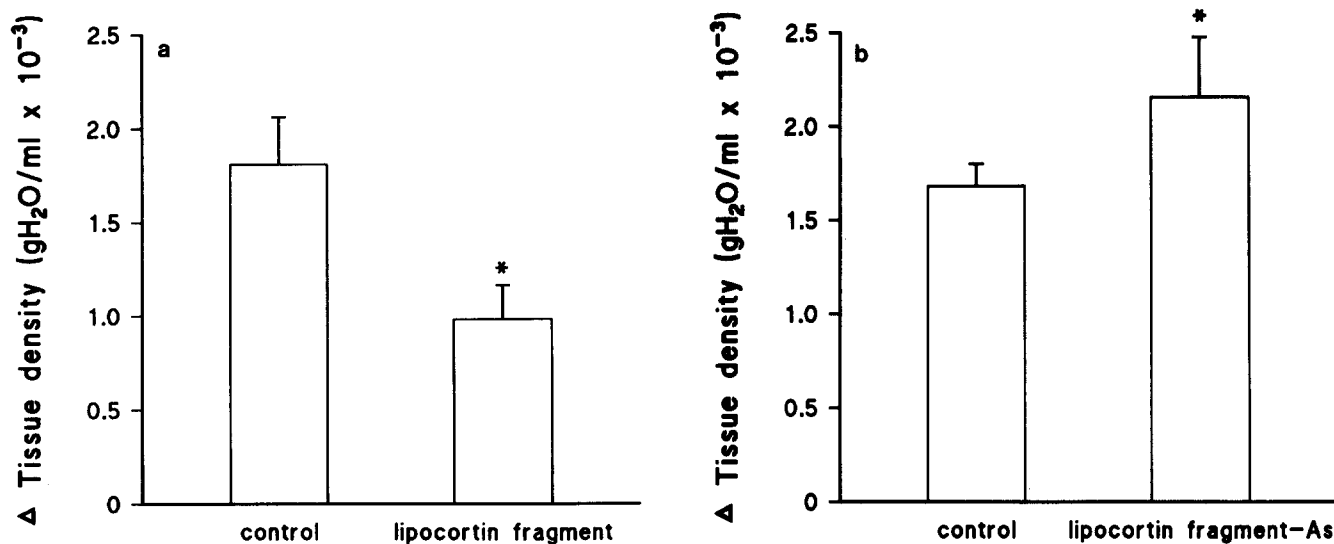 Δ Tissue density (gH₂O/ml x 10⁻³)
a
2.5
2.0
1.5
1.0
0.5
0
*
control
lipocortin fragment
Δ Tissue density (gH₂O/ml x 10⁻³)
b
2.5
2.0
1.5
1.0
0.5
0
*
control
lipocortin fragment-As